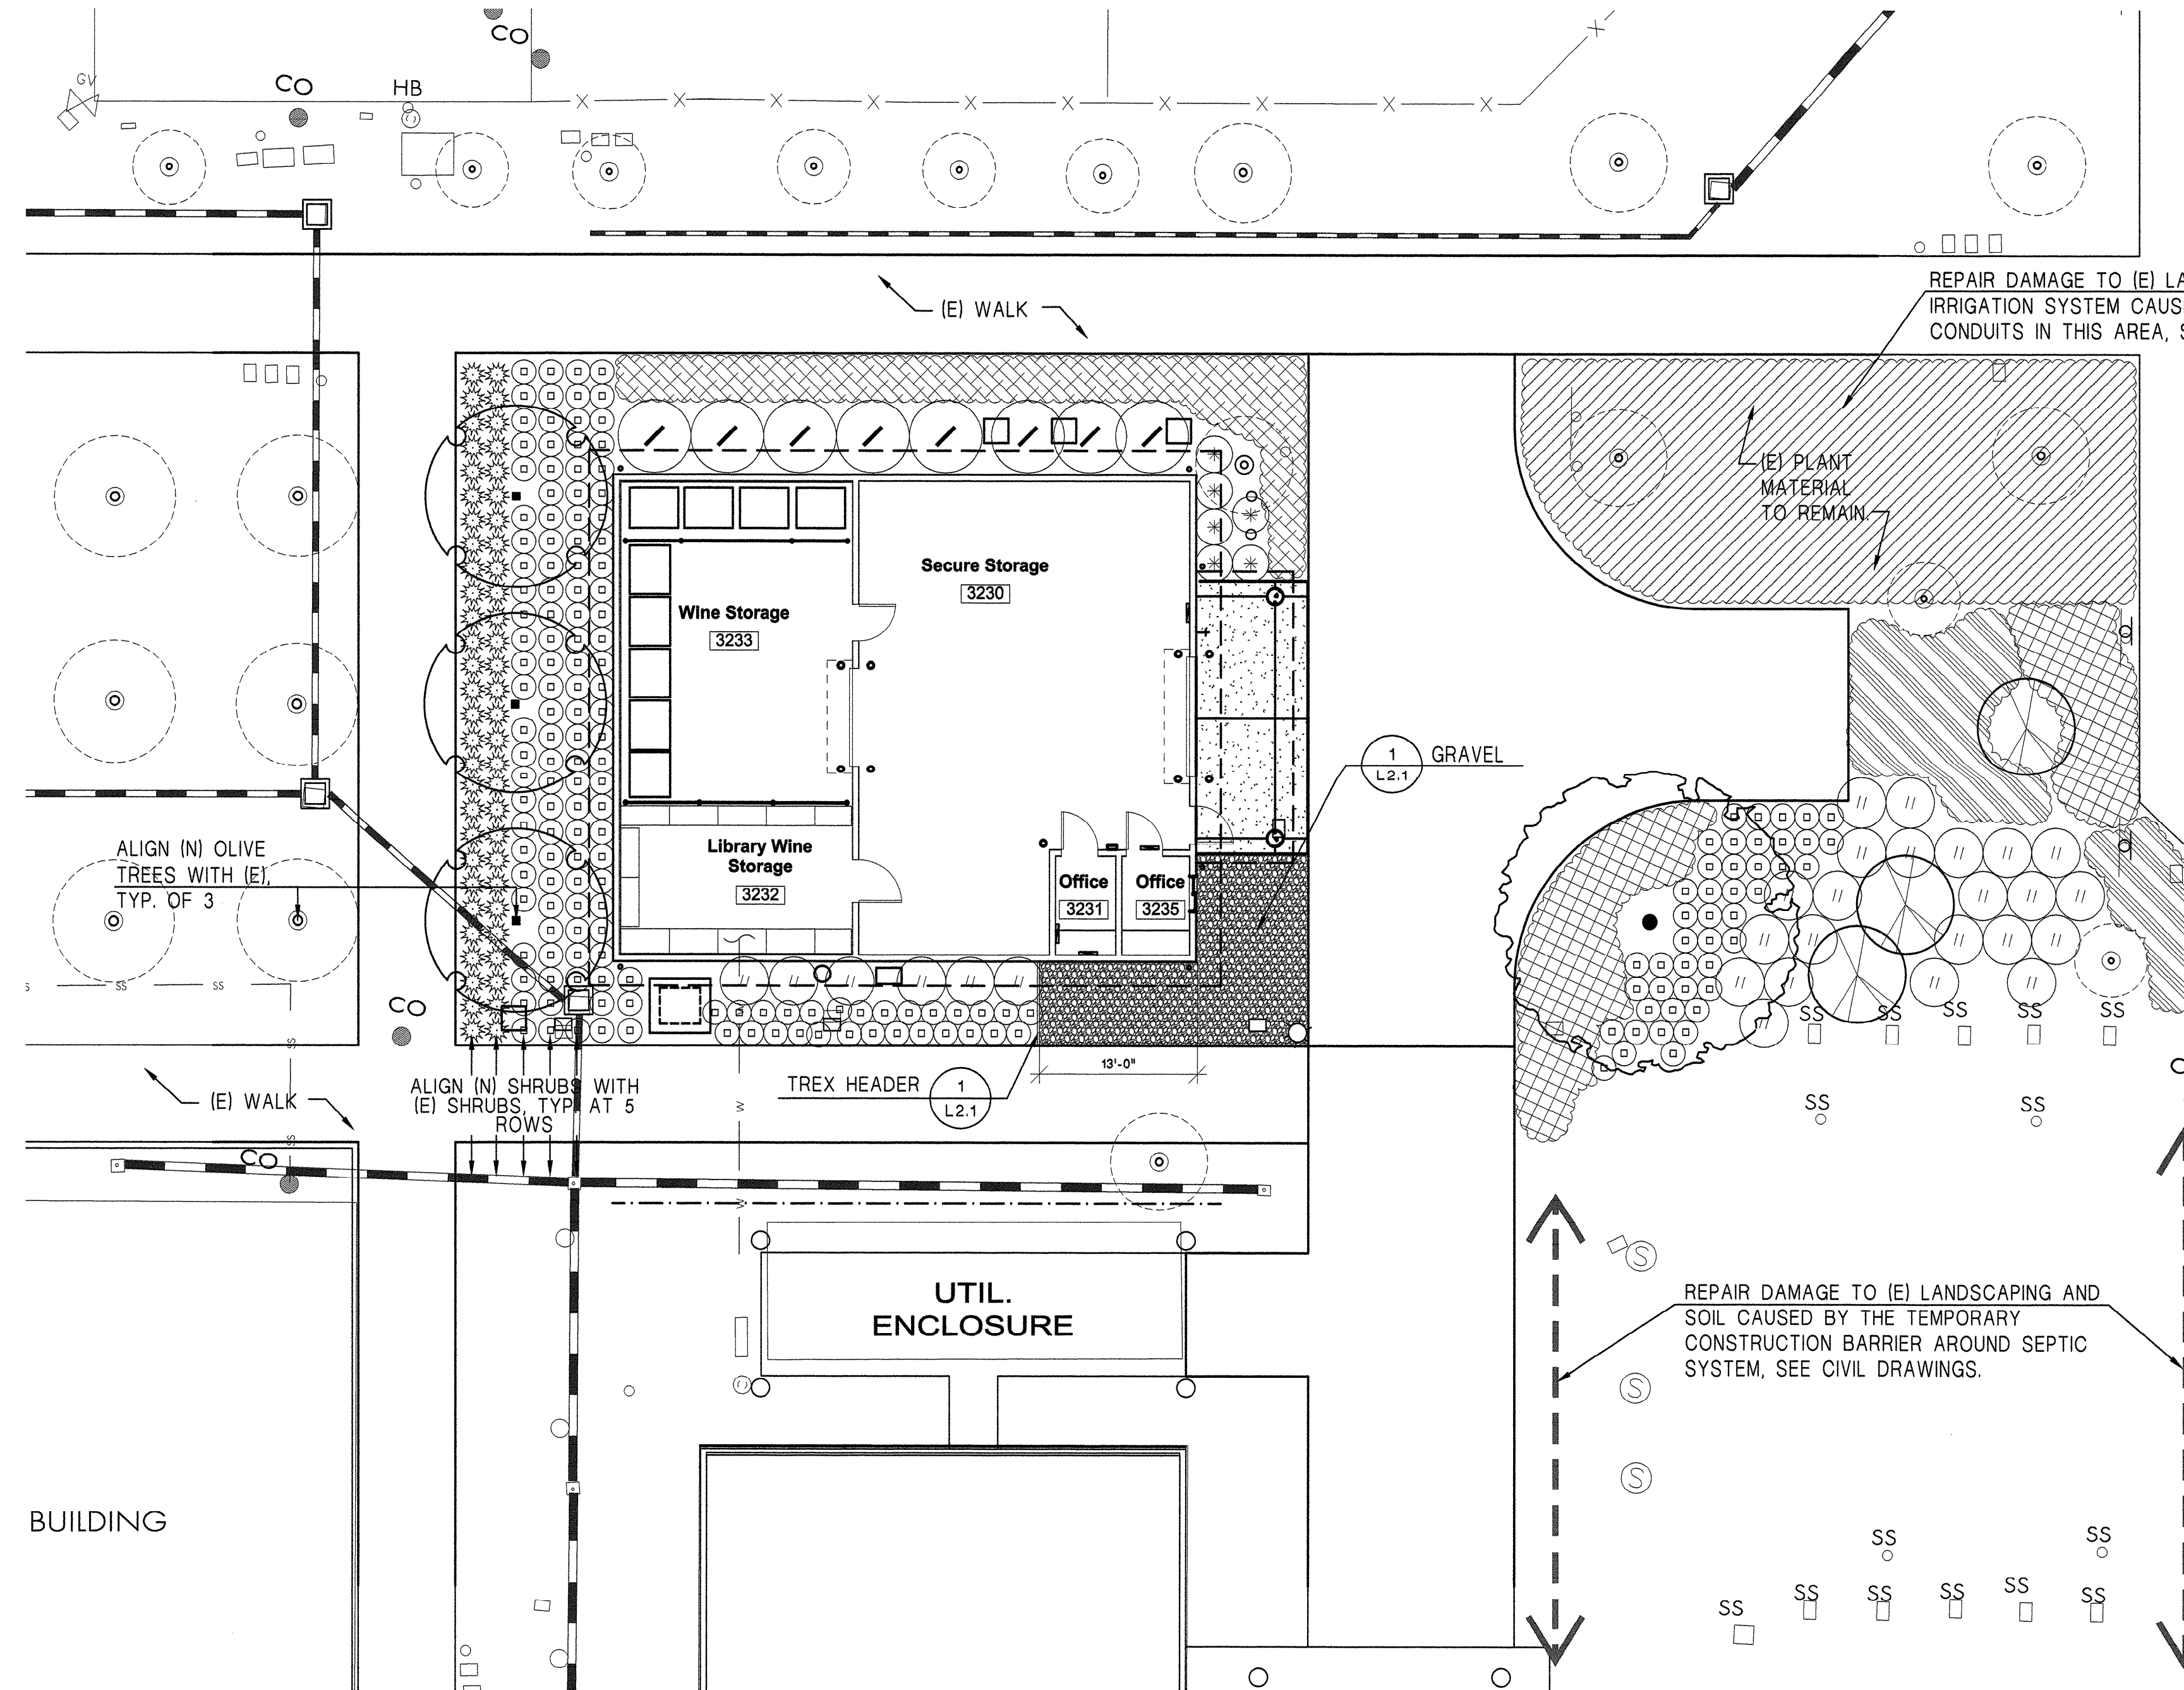 CO
GV
CO
HB
(E) WALK
REPAIR DAMAGE TO (E)
IRRIGATION SYSTEM
CONDUITS IN THIS AREA,
(E) PLANT
MATERIAL
TO REMAIN.
Secure Storage
3230
Wine Storage
3233
1
L2.1
GRAVEL
ALIGN (N) OLIVE
TREES WITH (E),
TYP. OF 3
Library Wine
Storage
3232
Office
3231
Office
3235
SS
SS
CO
SS
SS
SS
SS
SS
SS
13'-0"
ALIGN (N) SHRUBS WITH
(E) SHRUBS, TYP. AT 5
ROWS
TREX HEADER
1
L2.1
(E) WALK
W
SS
SS
SS
CO
W
UTIL.
ENCLOSURE
S
REPAIR DAMAGE TO (E) LANDSCAPING AND
SOIL CAUSED BY THE TEMPORARY
CONSTRUCTION BARRIER AROUND SEPTIC
SYSTEM, SEE CIVIL DRAWINGS.
S
S
BUILDING
SS
SS
SS
SS
SS
SS
SS
SS